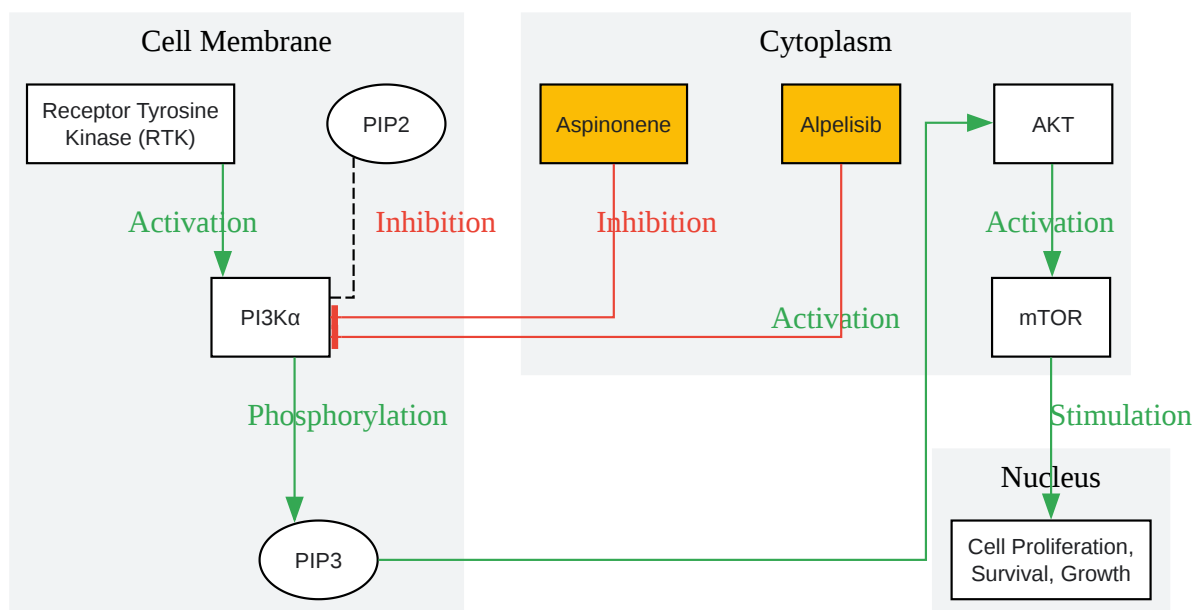 Cell Membrane
Cytoplasm
Receptor Tyrosine
Kinase (RTK)
PIP2
Aspinonene
Alpelisib
AKT
Activation
Inhibition
Inhibition
Activation
PI3Kα
Activation
mTOR
Phosphorylation
Stimulation
Nucleus
PIP3
Cell Proliferation,
Survival, Growth